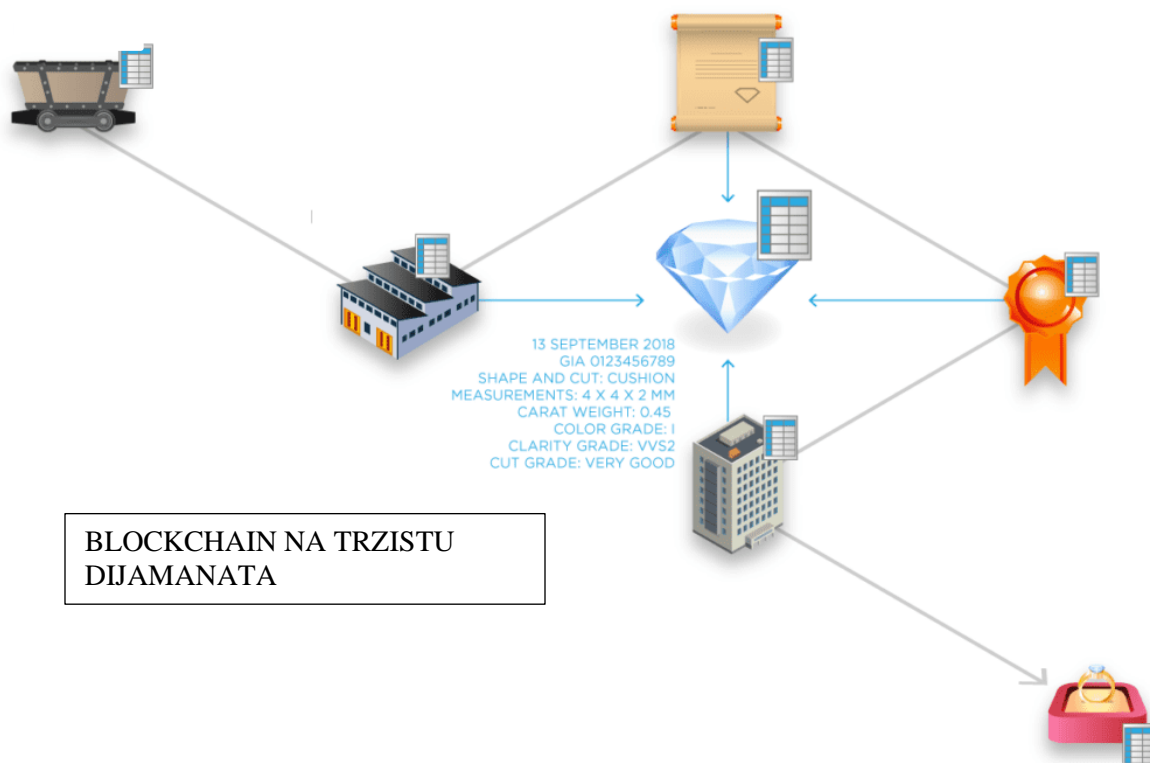 13 SEPTEMBER 2018
GIA 0123456789
SHAPE AND CUT: CUSHION
MEASUREMENTS: 4 X 4 X 2 MM
CARAT WEIGHT: 0.45
COLOR GRADE: I
CLARITY GRADE: VVS2
CUT GRADE: VERY GOOD
BLOCKCHAIN NA TRZISTU
DIJAMANATA